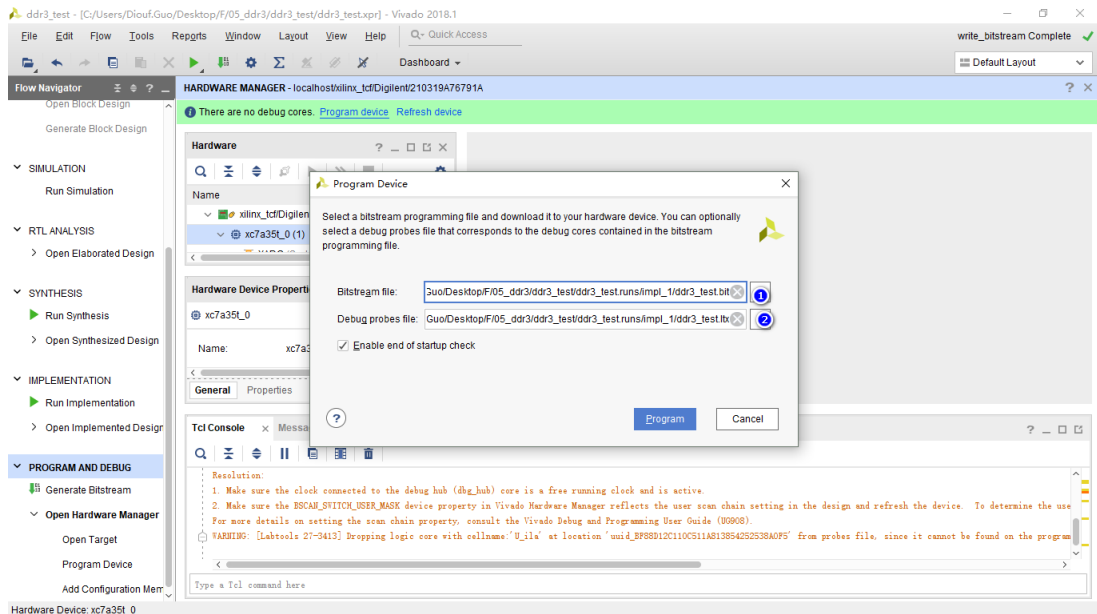 ddr3_test - [C:/Users/Diouf.Guo/Desktop/F/05_ddr3/ddr3_test/ddr3_test.xpr] - Vivado 2018.1
File Edit Flow Tools Reports Window Layout View Help Q- Quick Access write_bitstream Complete
Dashboard Default Layout
Flow Navigator
Open Block Design
Generate Block Design
SIMULATION
Run Simulation
RTL ANALYSIS
Open Elaborated Design
SYNTHESIS
Run Synthesis
Open Synthesized Design
IMPLEMENTATION
Run Implementation
Open Implemented Design
PROGRAM AND DEBUG
Generate Bitstream
Open Hardware Manager
Open Target
Program Device
Add Configuration Mem
HARDWARE MANAGER - localhost/xilinx_tcf/Digilent/210319A76791A
There are no debug cores. Program device Refresh device
Hardware
Name
xilinx_tcf/Digilen
xc7a35t_0 (1)
Hardware Device Properti
xc7a35t_0
Name: xc7a3
General Properties
Program Device
Select a bitstream programming file and download it to your hardware device. You can optionally
select a debug probes file that corresponds to the debug cores contained in the bitstream
programming file.
Bitstream file: Guo/Desktop/F/05_ddr3/ddr3_test/ddr3_test.runs/impl_1/ddr3_test.bit 1
Debug probes file: Guo/Desktop/F/05_ddr3/ddr3_test/ddr3_test.runs/impl_1/ddr3_test.ltx 2
Enable end of startup check
? Program Cancel
Tcl Console Messa
Resolution:
1. Make sure the clock connected to the debug hub (dbg_hub) core is a free running clock and is active.
2. Make sure the BSCAN_SWITCH_USER_MASK device property in Vivado Hardware Manager reflects the user scan chain setting in the design and refresh the device. To determine the use
For more details on setting the scan chain property, consult the Vivado Debug and Programming User Guide (UG908).
WARNING: [Labtools 27-3413] Dropping logic core with cellname:'U_ila' at location 'uuid_BF88D12C110C511A813854252538A0F5' from probes file, since it cannot be found on the program
Type a Tcl command here
Hardware Device: xc7a35t_0